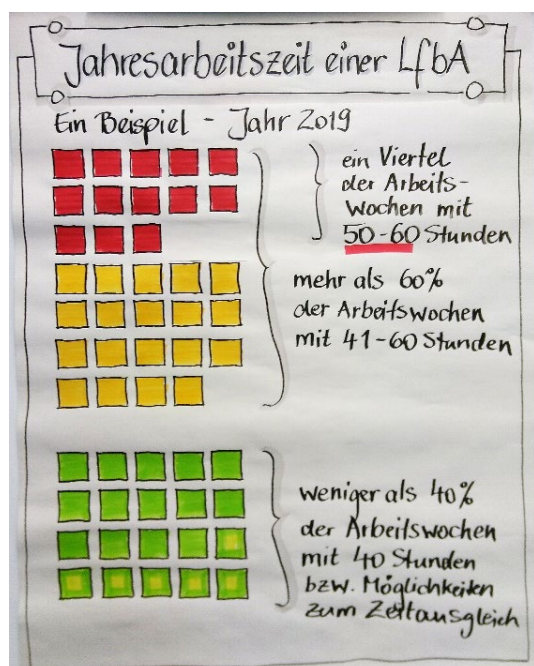 Jahresarbeitszeit einer LfbA
Ein Beispiel - Jahr 2019
ein Viertel
der Arbeits-
Wochen mit
50-60 Stunden
mehr als 60%
der Arbeitswochen
mit 41-60 Stunden
weniger als 40%
der Arbeitswochen
mit 40 Stunden
bzw. Möglichkeiten
zum Zeitausgleich